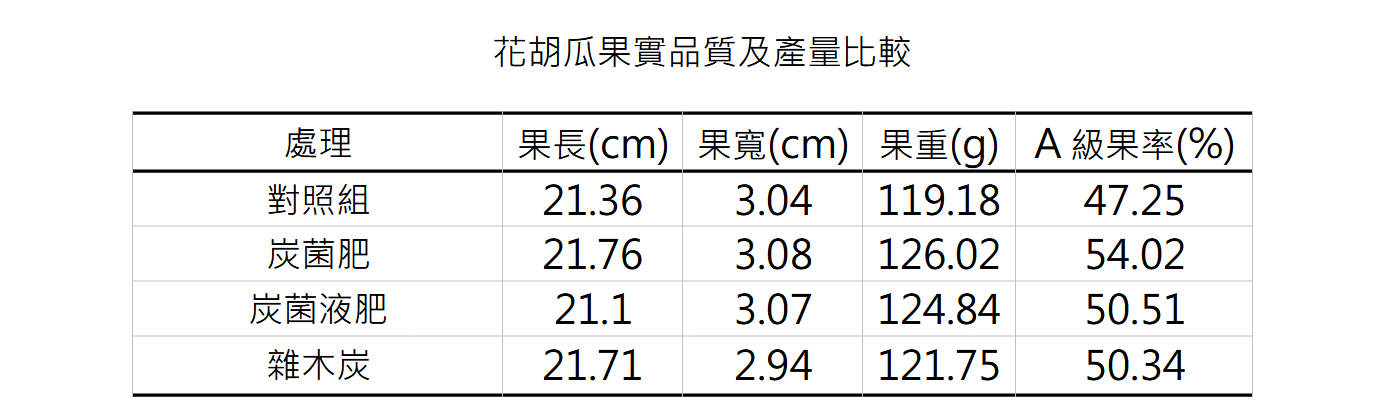 花胡瓜果實品質及產量比較
處理 果長(cm) 果寬(cm) 果重(g) A 級果率(%)
對照組 21.36 3.04 119.18 47.25
炭菌肥 21.76 3.08 126.02 54.02
炭菌液肥 21.1 3.07 124.84 50.51
雜木炭 21.71 2.94 121.75 50.34